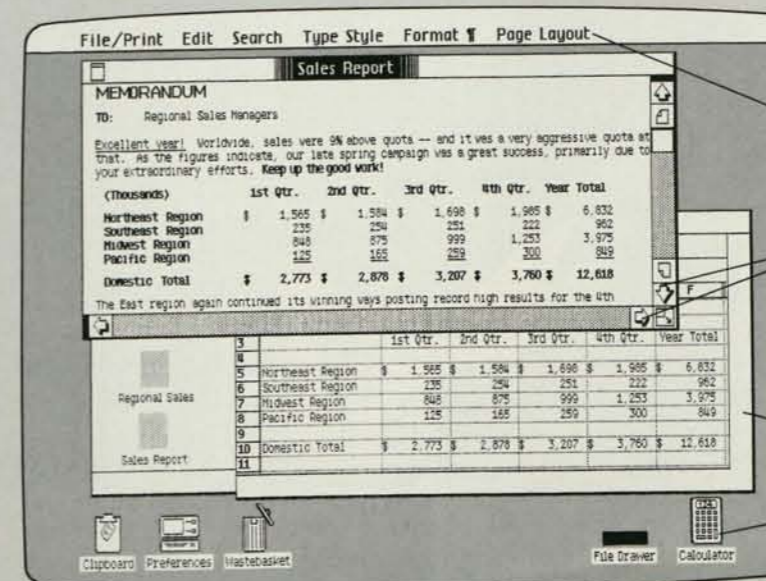 File/Print Edit Search Type Style Format ¶ Page Layout
Sales Report
MEMORANDUM
TO: Regional Sales Managers
Excellent year! Worldwide, sales were 9% above quota -- and it was a very aggressive quota at
that. As the figures indicate, our late spring campaign was a great success, primarily due to
your extraordinary efforts. Keep up the good work!
(Thousands) 1st Qtr. 2nd Qtr. 3rd Qtr. 4th Qtr. Year Total
Northeast Region $ 1,565 $ 1,584 $ 1,698 $ 1,985 $ 6,832
Southeast Region 235 254 251 222 962
Midwest Region 848 875 999 1,253 3,975
Pacific Region 125 165 259 300 849
Domestic Total $ 2,773 $ 2,878 $ 3,207 $ 3,760 $ 12,618
The East region again continued its winning ways posting record high results for the 4th
F
3 1st Qtr. 2nd Qtr. 3rd Qtr. 4th Qtr. Year Total
4
5 Northeast Region $ 1,565 $ 1,584 $ 1,698 $ 1,985 $ 6,832
6 Southeast Region 235 254 251 222 962
7 Midwest Region 848 875 999 1,253 3,975
8 Pacific Region 125 165 259 300 849
9
10 Domestic Total $ 2,773 $ 2,878 $ 3,207 $ 3,760 $ 12,618
11
Regional Sales
Sales Report
Clipboard Preferences Wastebasket File Drawer Calculator